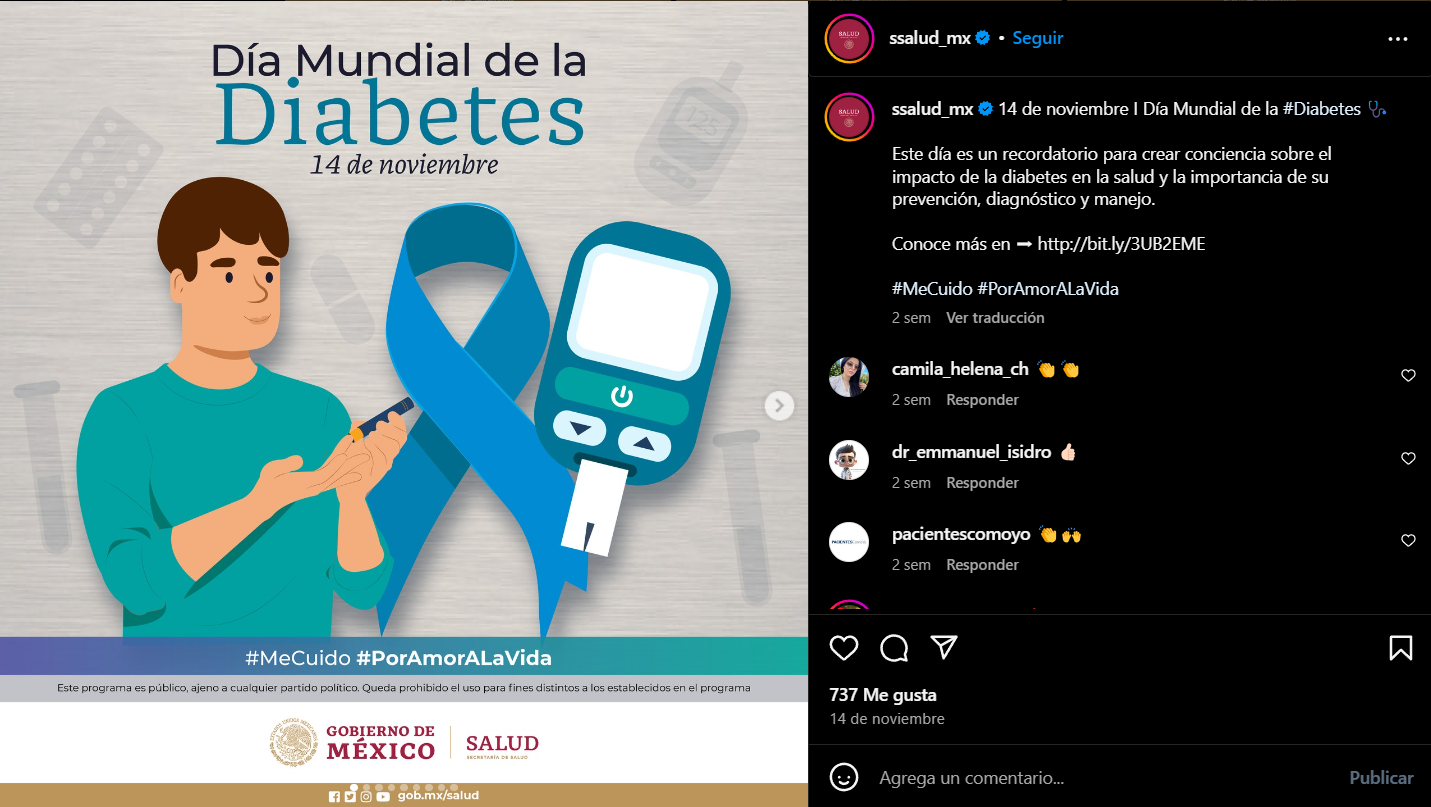 Día Mundial de la
Diabetes
14 de noviembre
125
#MeCuido #PorAmorALaVida
Este programa es público, ajeno a cualquier partido político. Queda prohibido el uso para fines distintos a los establecidos en el programa
GOBIERNO DE
MÉXICO
SALUD
SECRETARÍA DE SALUD
gob.mx/salud
SALUD
ssalud_mx • Seguir
SALUD
ssalud_mx 14 de noviembre I Día Mundial de la #Diabetes
Este día es un recordatorio para crear conciencia sobre el
impacto de la diabetes en la salud y la importancia de su
prevención, diagnóstico y manejo.
Conoce más en ➡ http://bit.ly/3UB2EME
#MeCuido #PorAmorALaVida
2 sem Ver traducción
camila_helena_ch 👏👏
2 sem Responder
dr_emmanuel_isidro 👍🏻
2 sem Responder
PACIENTESCOMOYO
pacientescomoyo 👏🙌
2 sem Responder
737 Me gusta
14 de noviembre
Agrega un comentario...
Publicar